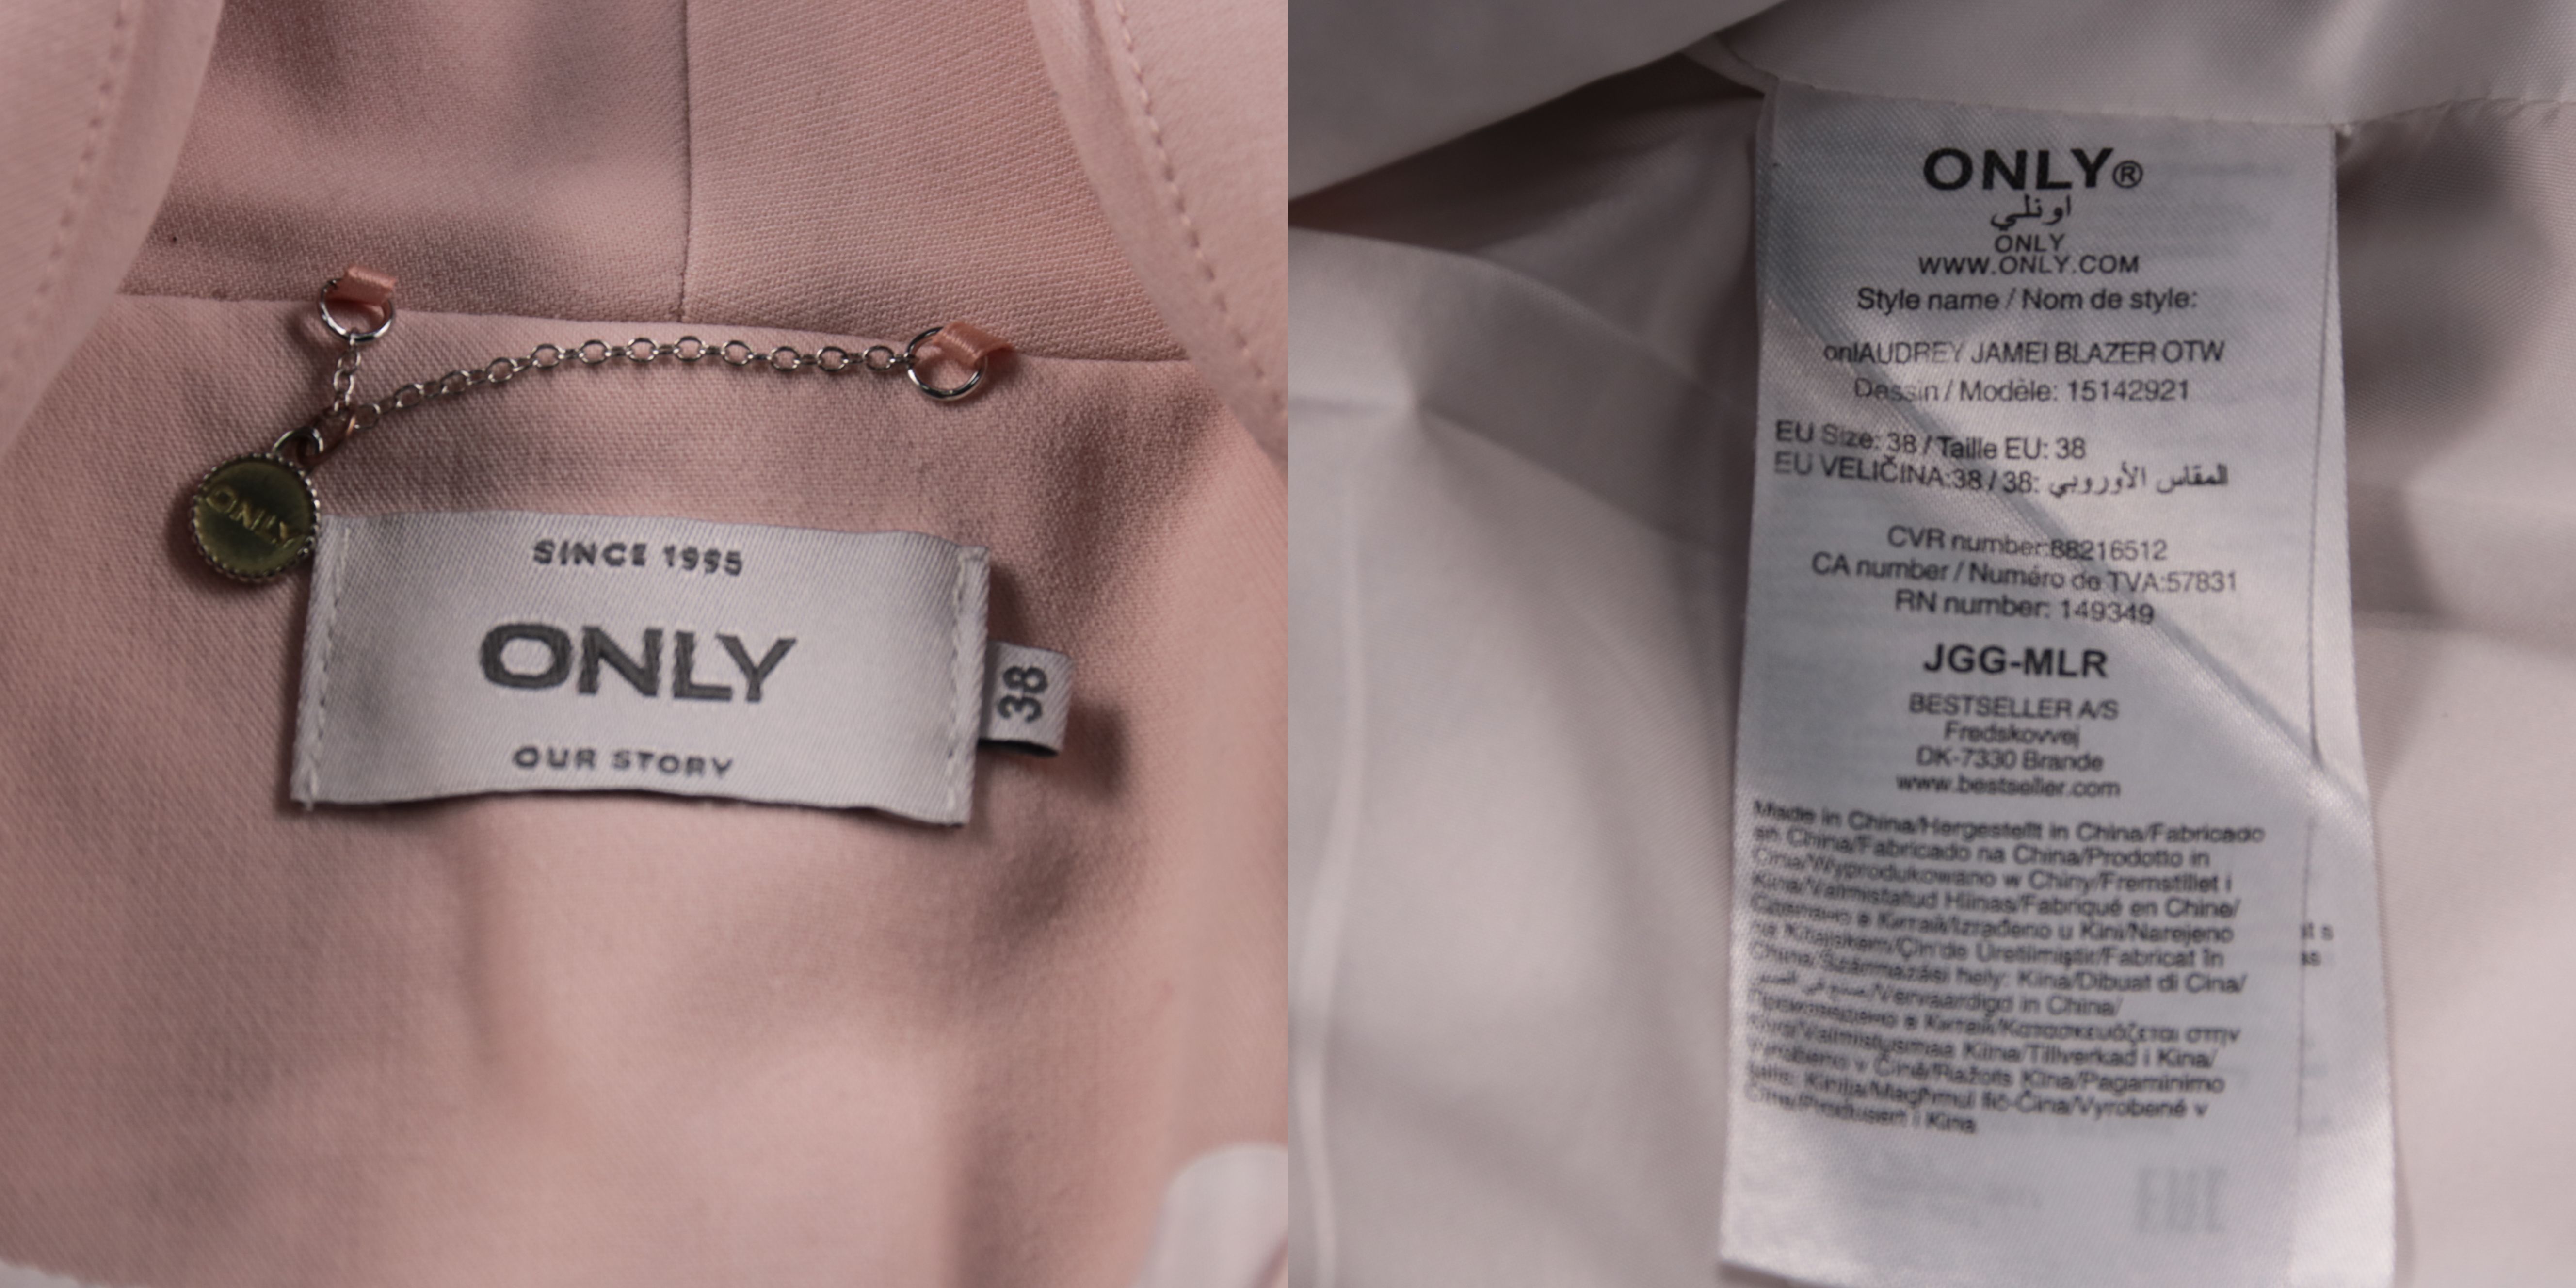 ONLY
SINCE 1995
ONLY
OUR STORY
38
ONLY®
اونلي
ONLY
WWW.ONLY.COM
Style name / Nom de style:
onlAUDREY JAMEI BLAZER OTW
Dessin / Modèle: 15142921
EU Size: 38 / Taille EU: 38
EU VELIČINA:38 / 38: المقاس الأوروبي
CVR number:88216512
CA number / Numéro de TVA:57831
RN number: 149349
JGG-MLR
BESTSELLER A/S
Fredskovvej
DK-7330 Brande
www.bestseller.com
Made in China/Hergestellt in China/Fabricado
en China/Fabricado na China/Prodotto in
Cina/Wyprodukowano w Chiny/Fremstillet i
Kina/Valmistatud Hiinas/Fabriqué en Chine/
Сделано в Китай/Izrađeno u Kini/Narejeno
na Kitajskem/Çin'de Üretilmiştir/Fabricat în
China/Származási hely: Kína/Dibuat di Cina/
صنع في الصين/Vervaardigd in China/
Произведено в Китай/Κατασκευάζεται στην
Κίνα/Valmistusmaa Kiina/Tillverkad i Kina/
Vyrobeno v Číně/Ražots Ķīna/Pagaminimo
šalis: Kinija/Magħmul fiċ-Ċina/Vyrobené v
Číne/Produsert i Kina